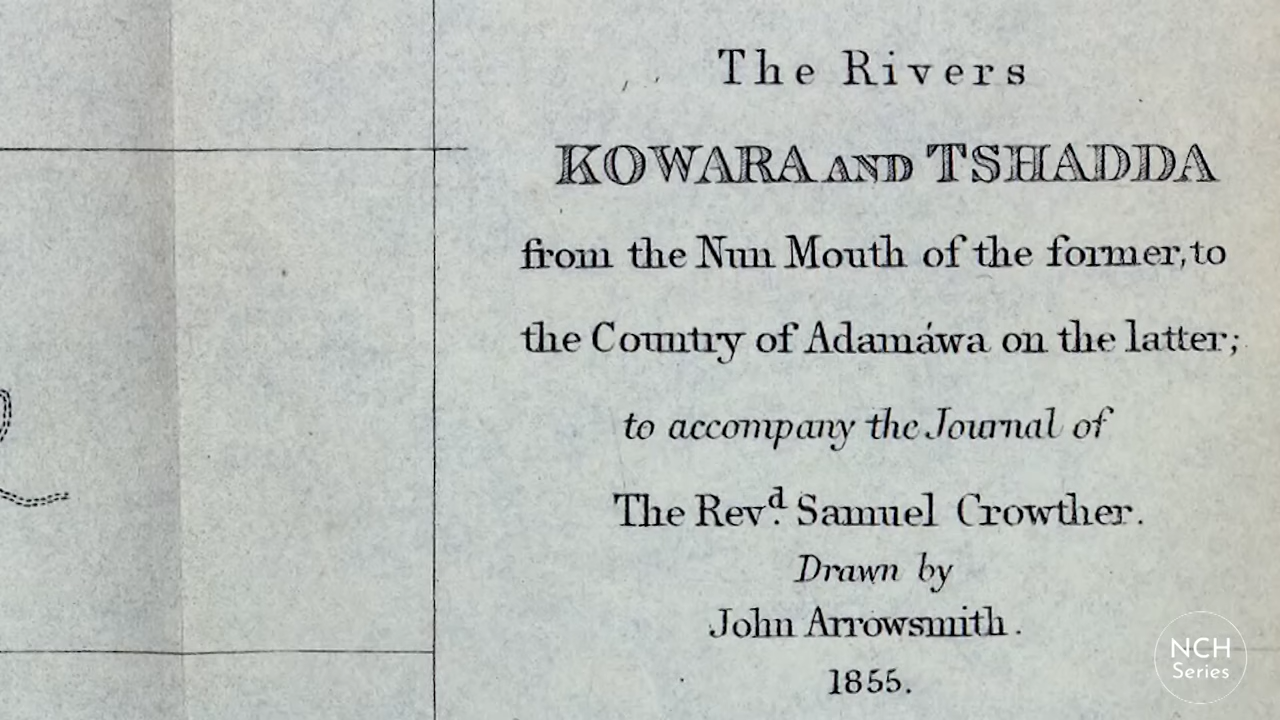 The Rivers
KOWARA AND TSHADDA
from the Nun Mouth of the former, to
the Country of Adamáwa on the latter;
to accompany the Journal of
The Revᵈ. Samuel Crowther.
Drawn by
John Arrowsmith.
1855.
NCH
Series